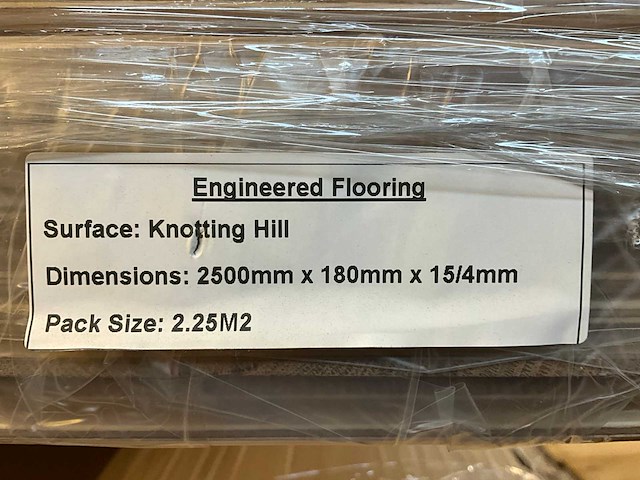 Engineered Flooring
Surface: Knotting Hill
Dimensions: 2500mm x 180mm x 15/4mm
Pack Size: 2.25M2